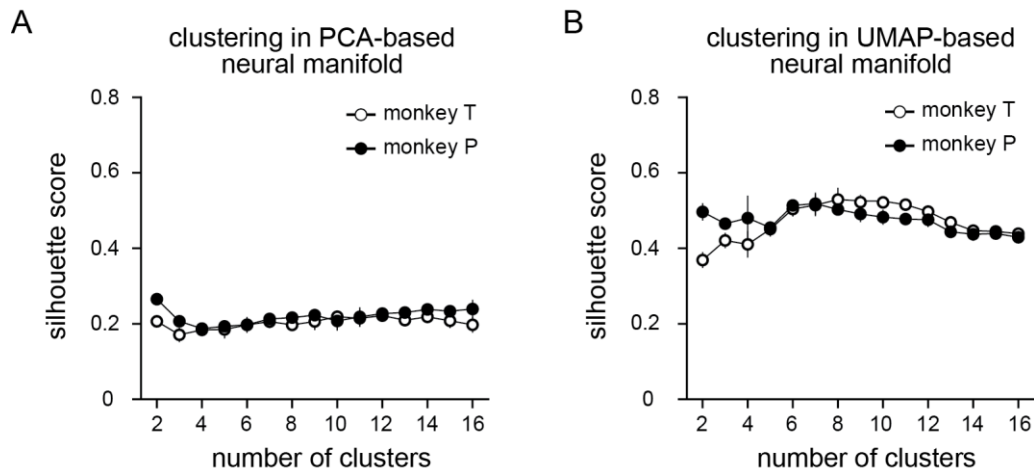 A
clustering in PCA-based
neural manifold
0.8
0.6
0.4
0.2
0
silhouette score
monkey T
monkey P
2 4 6 8 10 12 14 16
number of clusters
B
clustering in UMAP-based
neural manifold
0.8
0.6
0.4
0.2
0
silhouette score
monkey T
monkey P
2 4 6 8 10 12 14 16
number of clusters